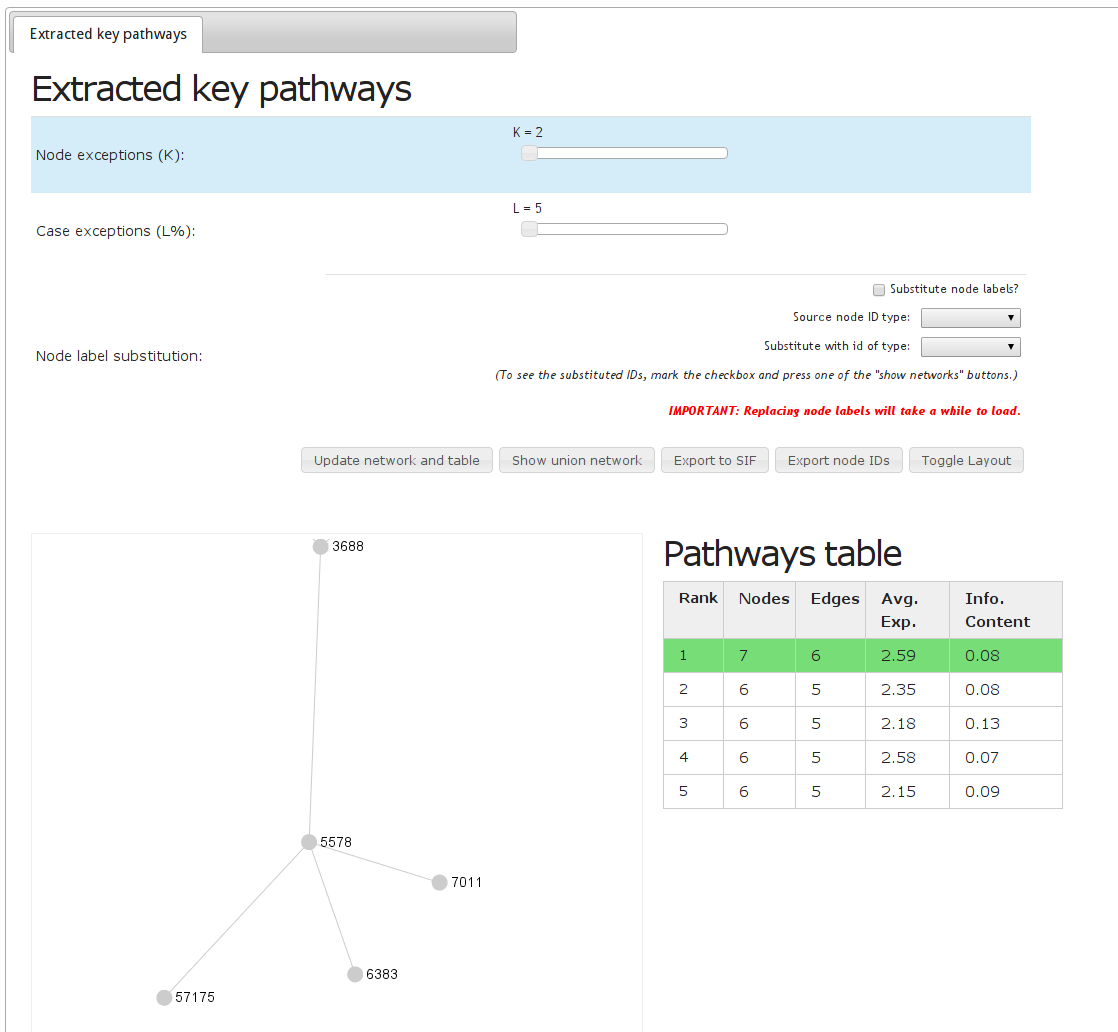 Extracted key pathways
Extracted key pathways
K = 2
Node exceptions (K):
L = 5
Case exceptions (L%):
Substitute node labels?
Source node ID type:
Substitute with id of type:
Node label substitution:
(To see the substituted IDs, mark the checkbox and press one of the "show networks" buttons.)
IMPORTANT: Replacing node labels will take a while to load.
Update network and table Show union network Export to SIF Export node IDs Toggle Layout
3688
5578
7011
6383
57175
Pathways table
Rank Nodes Edges Avg. Exp. Info. Content
1 7 6 2.59 0.08
2 6 5 2.35 0.08
3 6 5 2.18 0.13
4 6 5 2.58 0.07
5 6 5 2.15 0.09